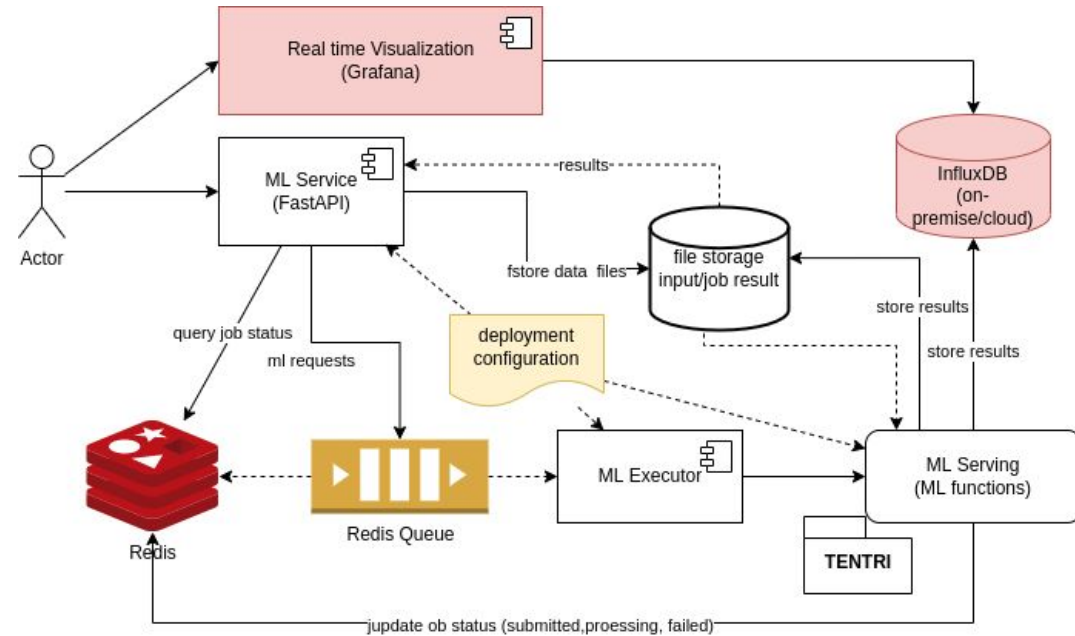 Real time Visualization
(Grafana)
ML Service
(FastAPI)
results
InfluxDB
(on-
premise/cloud)
Actor
file storage
input/job result
fstore data files
query job status
ml requests
deployment
configuration
store results
store results
ML Executor
ML Serving
(ML functions)
Redis
Redis Queue
TENTRI
jupdate ob status (submitted,proessing, failed)